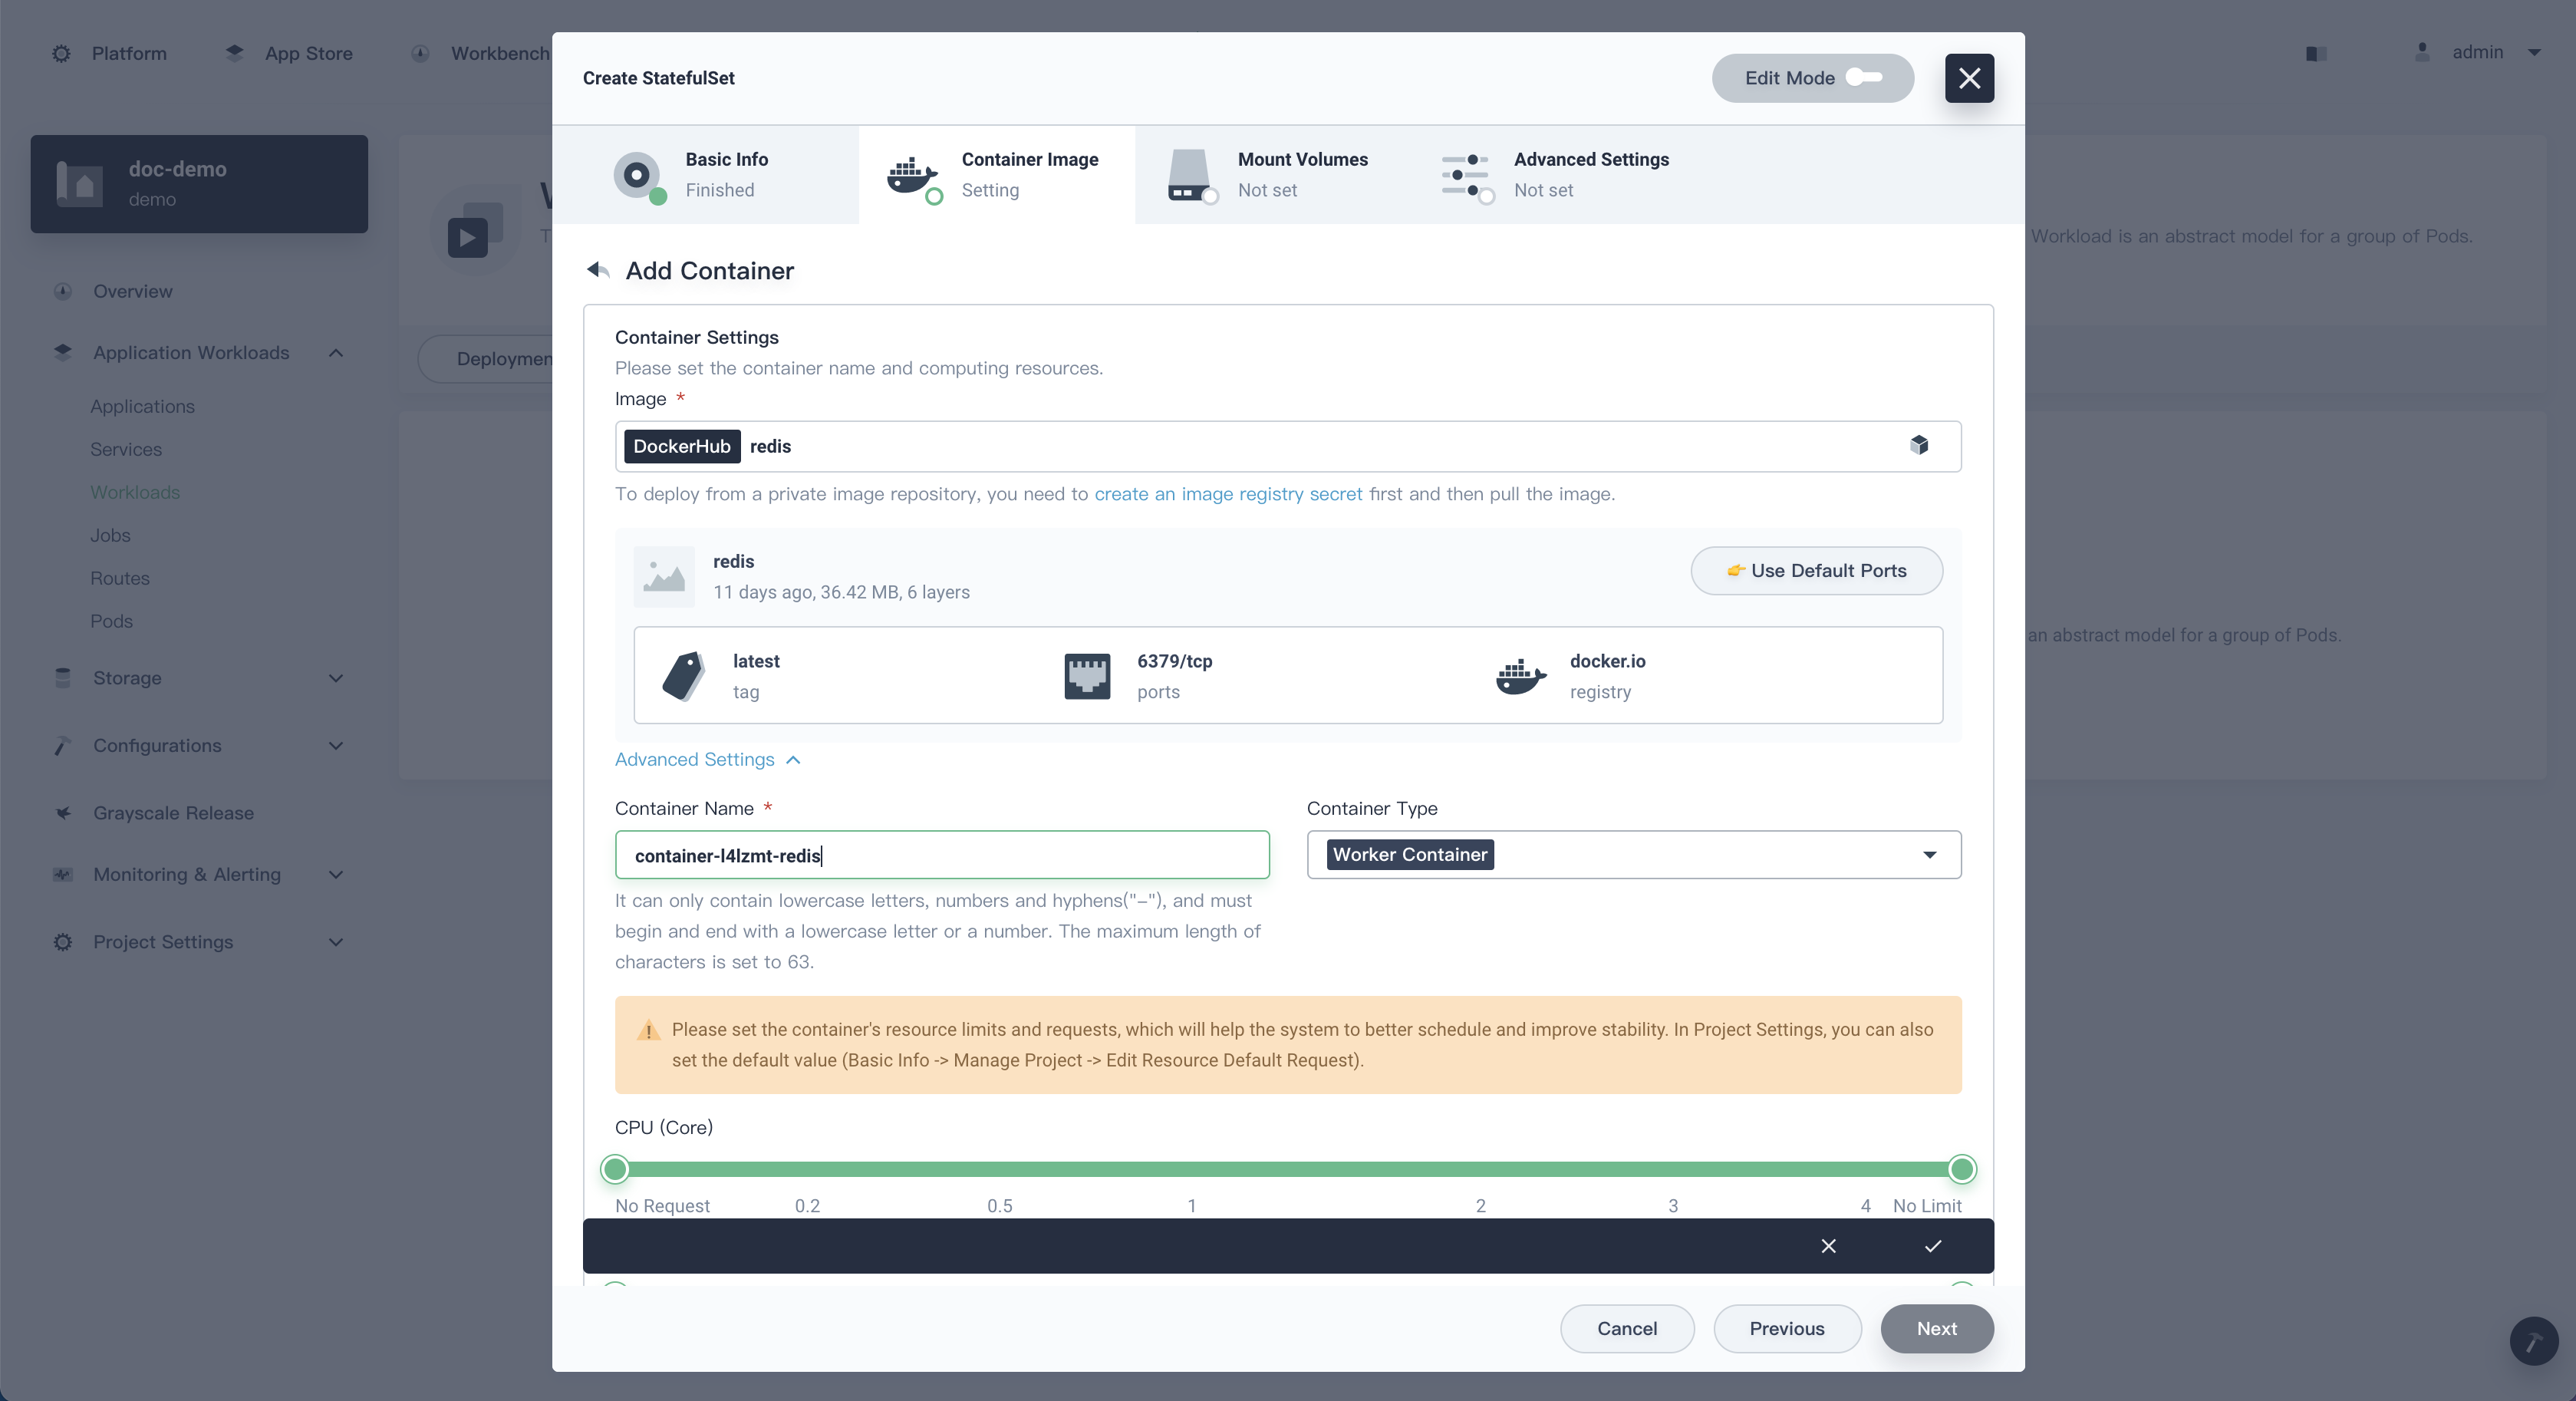 Platform
App Store
Workbench
admin
doc-demo
demo
Overview
Application Workloads
Applications
Services
Workloads
Jobs
Routes
Pods
Storage
Configurations
Grayscale Release
Monitoring & Alerting
Project Settings
Deploymen
Workload is an abstract model for a group of Pods.
an abstract model for a group of Pods.
Create StatefulSet
Edit Mode
Basic Info
Finished
Container Image
Setting
Mount Volumes
Not set
Advanced Settings
Not set
Add Container
Container Settings
Please set the container name and computing resources.
Image *
DockerHub redis
To deploy from a private image repository, you need to create an image registry secret first and then pull the image.
redis
11 days ago, 36.42 MB, 6 layers
Use Default Ports
latest
tag
6379/tcp
ports
docker.io
registry
Advanced Settings
Container Name *
container-l4lzmt-redis
It can only contain lowercase letters, numbers and hyphens("-"), and must
begin and end with a lowercase letter or a number. The maximum length of
characters is set to 63.
Container Type
Worker Container
Please set the container's resource limits and requests, which will help the system to better schedule and improve stability. In Project Settings, you can also
set the default value (Basic Info -> Manage Project -> Edit Resource Default Request).
CPU (Core)
No Request 0.2 0.5 1 2 3 4 No Limit
Cancel
Previous
Next